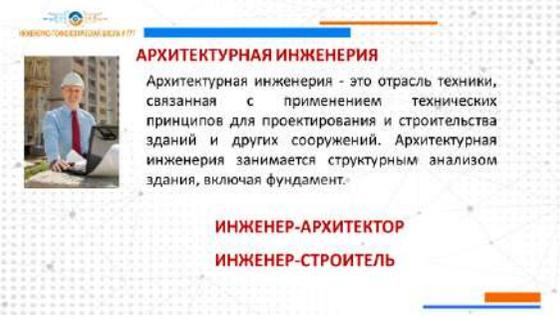 АРХИТЕКТУРНАЯ ИНЖЕНЕРИЯ
Архитектурная инженерия - это отрасль техники,
связанная с применением технических
принципов для проектирования и строительства
зданий и других сооружений. Архитектурная
инженерия занимается структурным анализом
здания, включая фундамент.
ИНЖЕНЕР-АРХИТЕКТОР
ИНЖЕНЕР-СТРОИТЕЛЬ